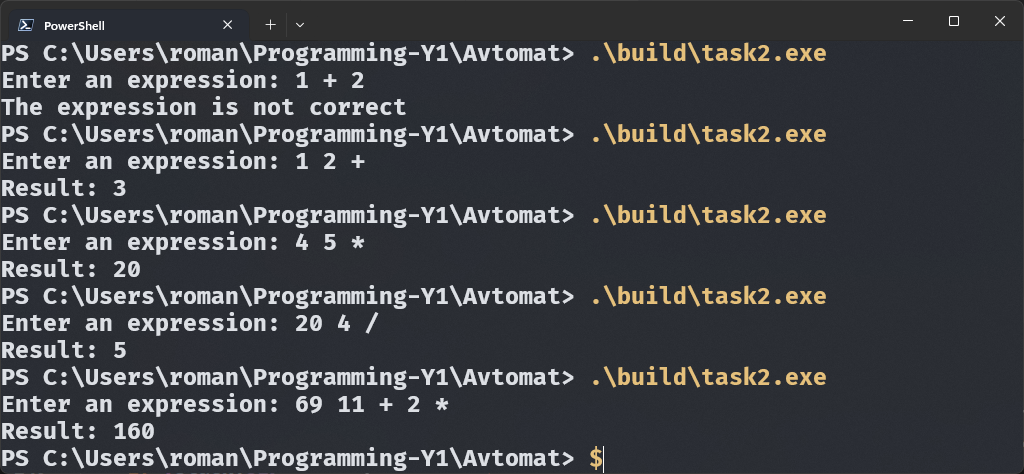 PowerShell
PS C:\Users\roman\Programming-Y1\Avtomat> .\build\task2.exe
Enter an expression: 1 + 2
The expression is not correct
PS C:\Users\roman\Programming-Y1\Avtomat> .\build\task2.exe
Enter an expression: 1 2 +
Result: 3
PS C:\Users\roman\Programming-Y1\Avtomat> .\build\task2.exe
Enter an expression: 4 5 *
Result: 20
PS C:\Users\roman\Programming-Y1\Avtomat> .\build\task2.exe
Enter an expression: 20 4 /
Result: 5
PS C:\Users\roman\Programming-Y1\Avtomat> .\build\task2.exe
Enter an expression: 69 11 + 2 *
Result: 160
PS C:\Users\roman\Programming-Y1\Avtomat> $